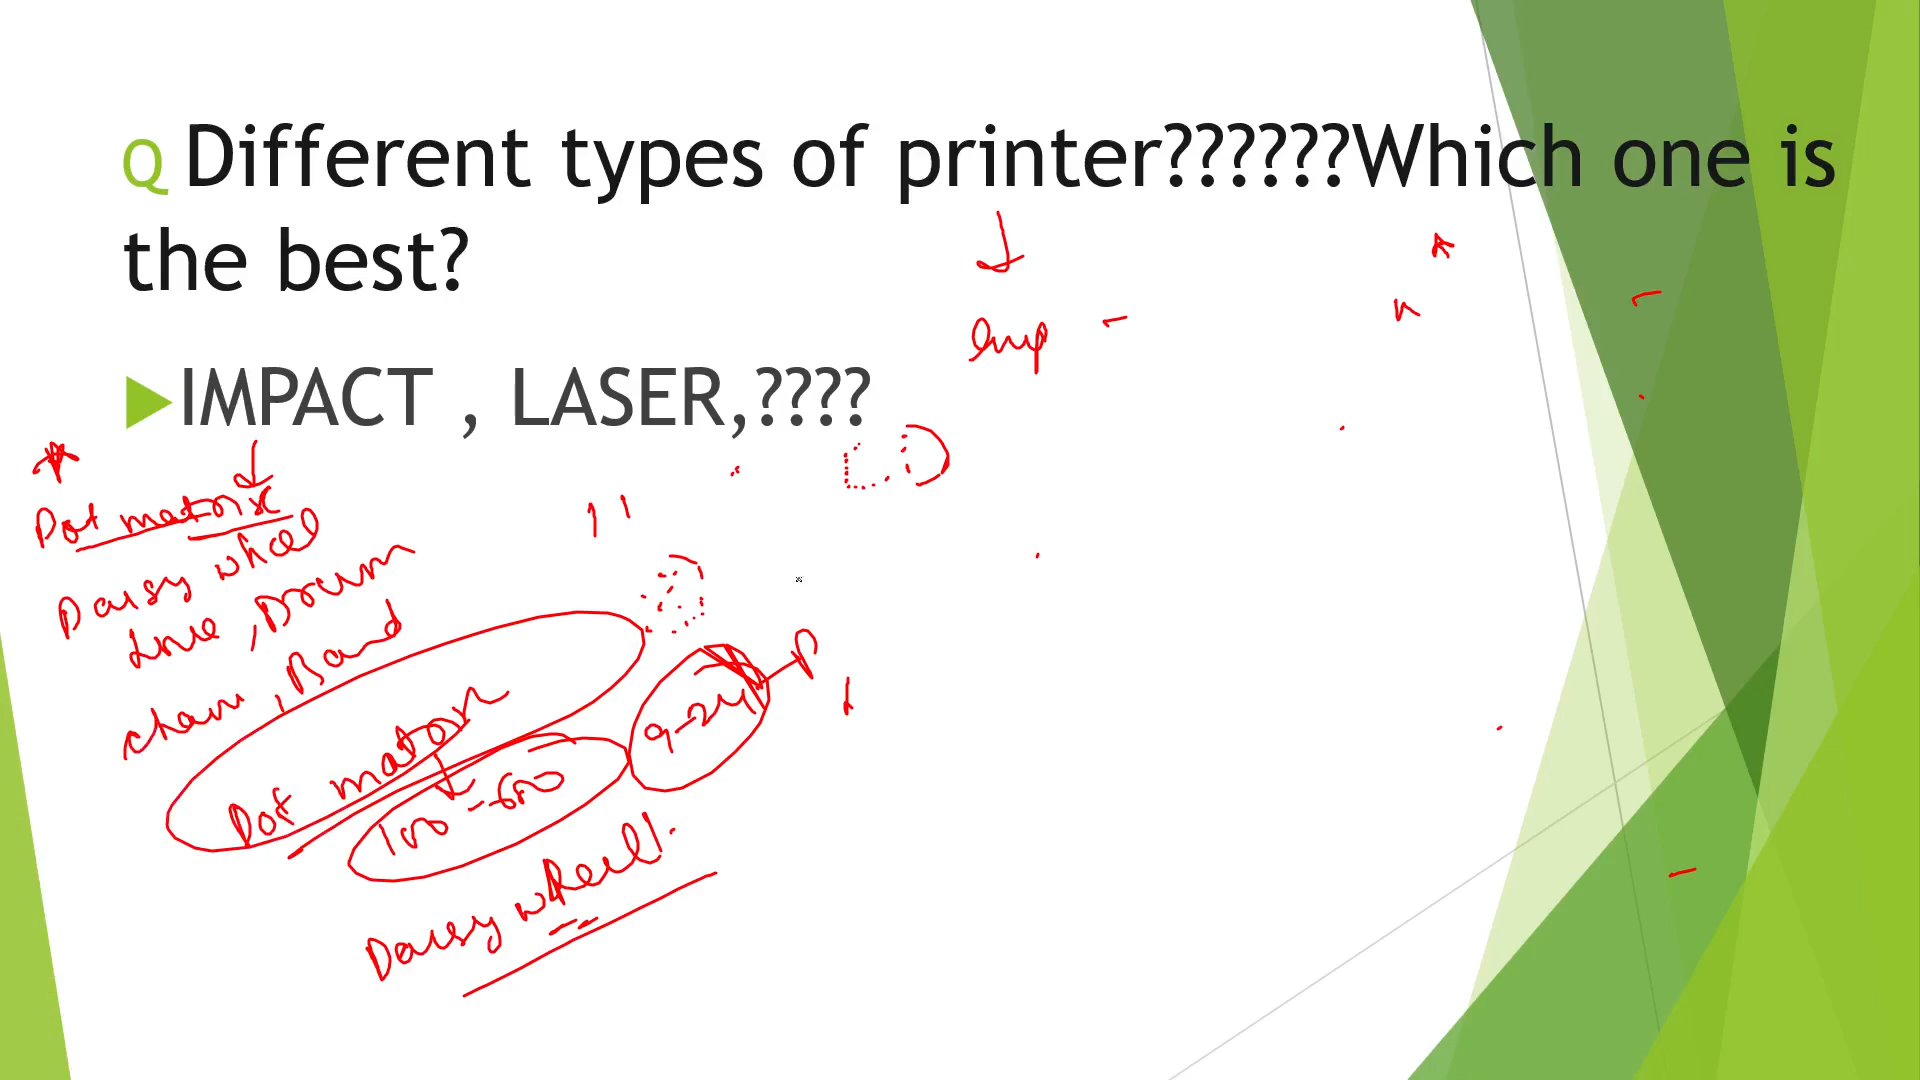 Q Different types of printer??????Which one is
the best?
IMPACT , LASER,????
Imp
Dot matrix
Daisy wheel
Line, Drum
chain, Band
Dot matrix
100-600
9-24
P
Daisy wheel